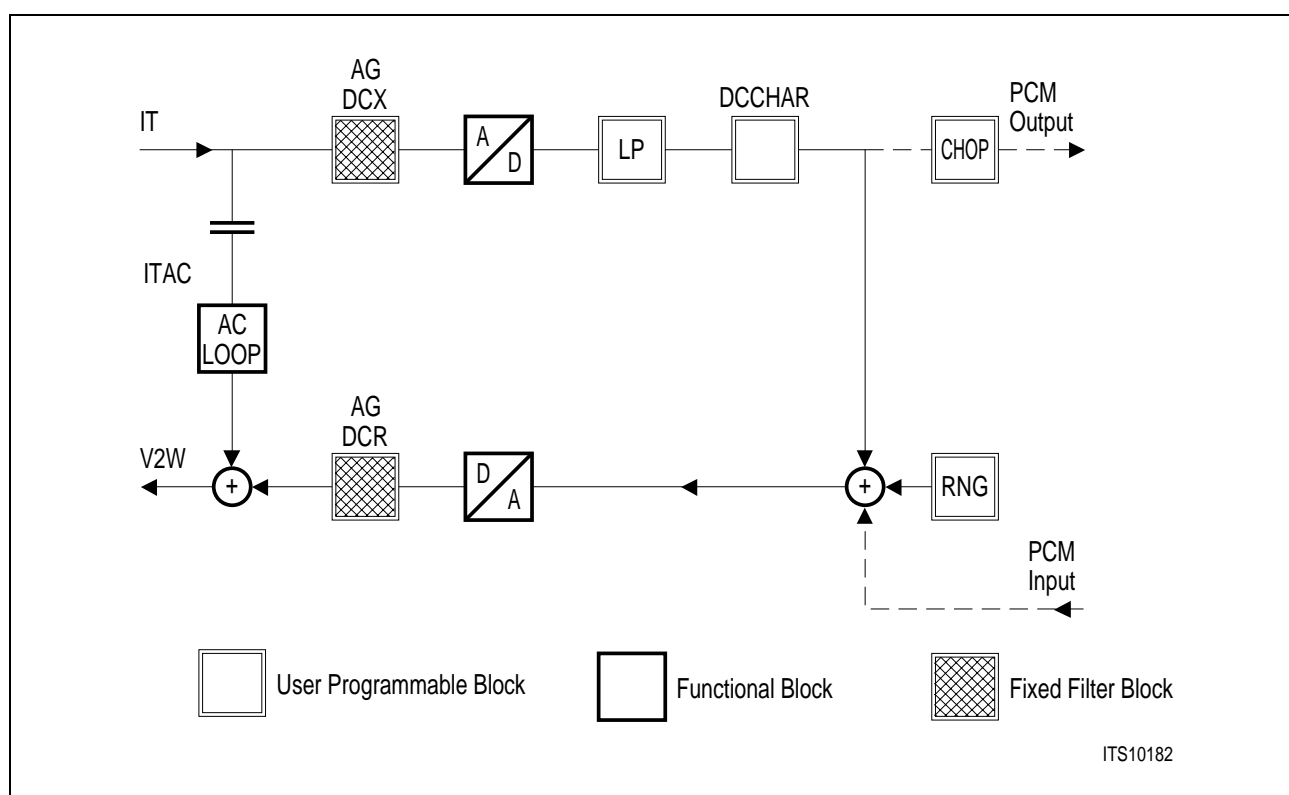 AG
DCX
DCCHAR
PCM
Output
IT
A
D
LP
CHOP
ITAC
AC
LOOP
AG
DCR
V2W
+
D
A
+
RNG
PCM
Input
User Programmable Block
Functional Block
Fixed Filter Block
ITS10182